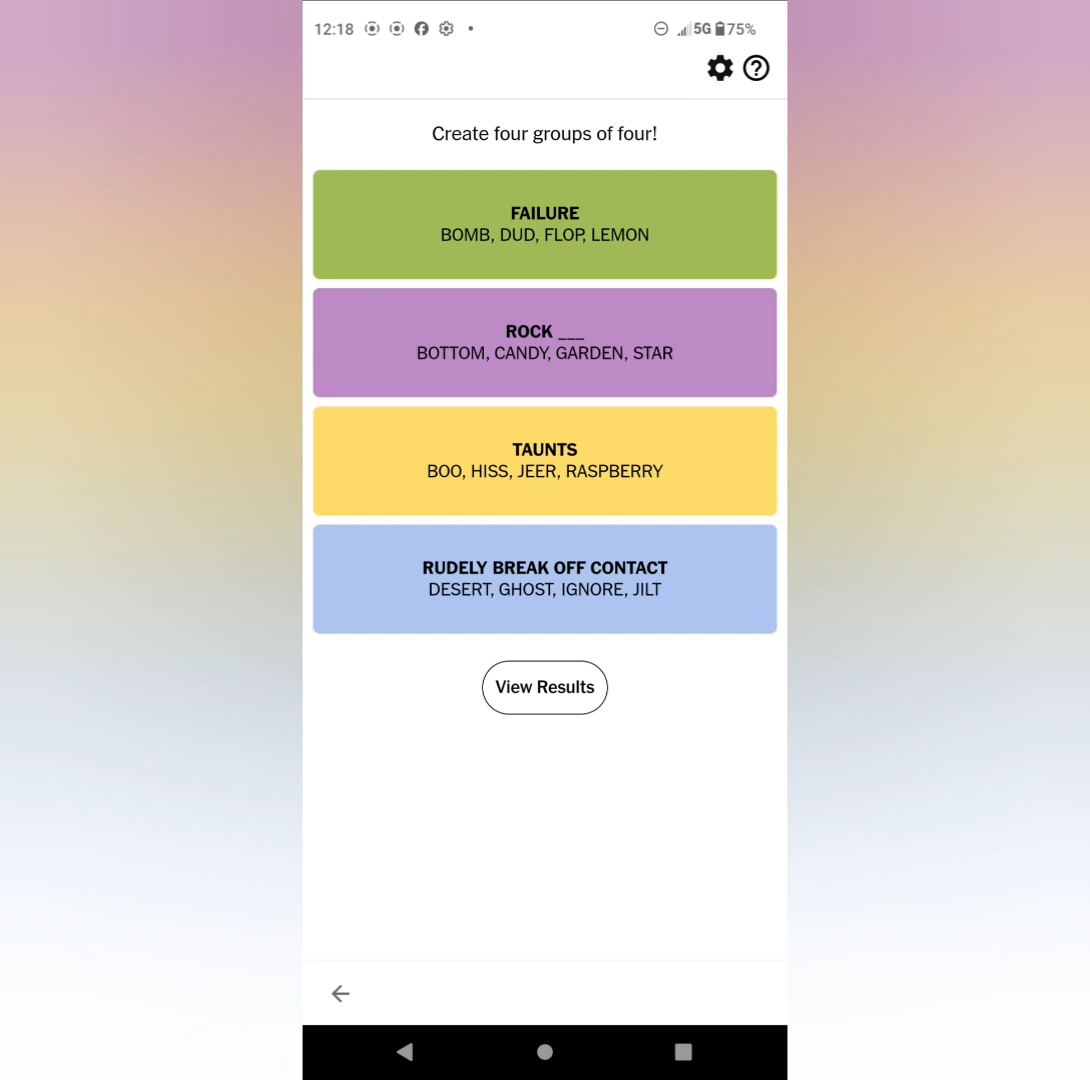 12:18 5G 75%
Create four groups of four!
FAILURE
BOMB, DUD, FLOP, LEMON
ROCK ___
BOTTOM, CANDY, GARDEN, STAR
TAUNTS
BOO, HISS, JEER, RASPBERRY
RUDELY BREAK OFF CONTACT
DESERT, GHOST, IGNORE, JILT
View Results